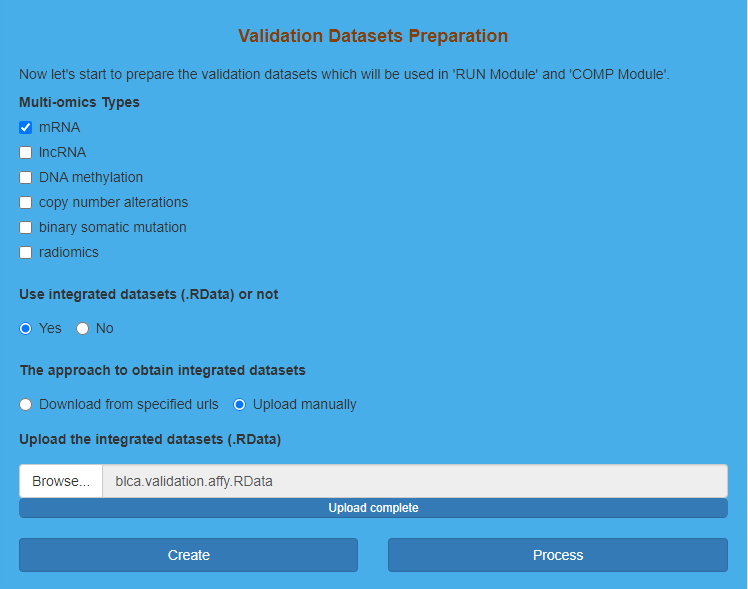 Validation Datasets Preparation
Now let's start to prepare the validation datasets which will be used in 'RUN Module' and 'COMP Module'.
Multi-omics Types
mRNA
lncRNA
DNA methylation
copy number alterations
binary somatic mutation
radiomics
Use integrated datasets (.RData) or not
Yes No
The approach to obtain integrated datasets
Download from specified urls Upload manually
Upload the integrated datasets (.RData)
Browse... blca.validation.affy.RData
Upload complete
Create Process